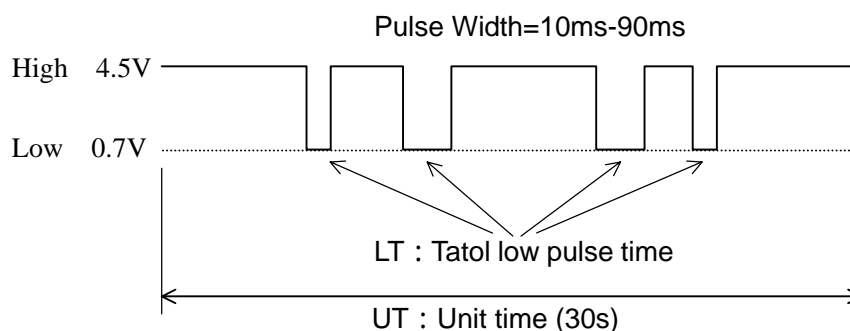 Pulse Width=10ms-90ms
High 4.5V
Low 0.7V
LT : Tatol low pulse time
UT : Unit time (30s)